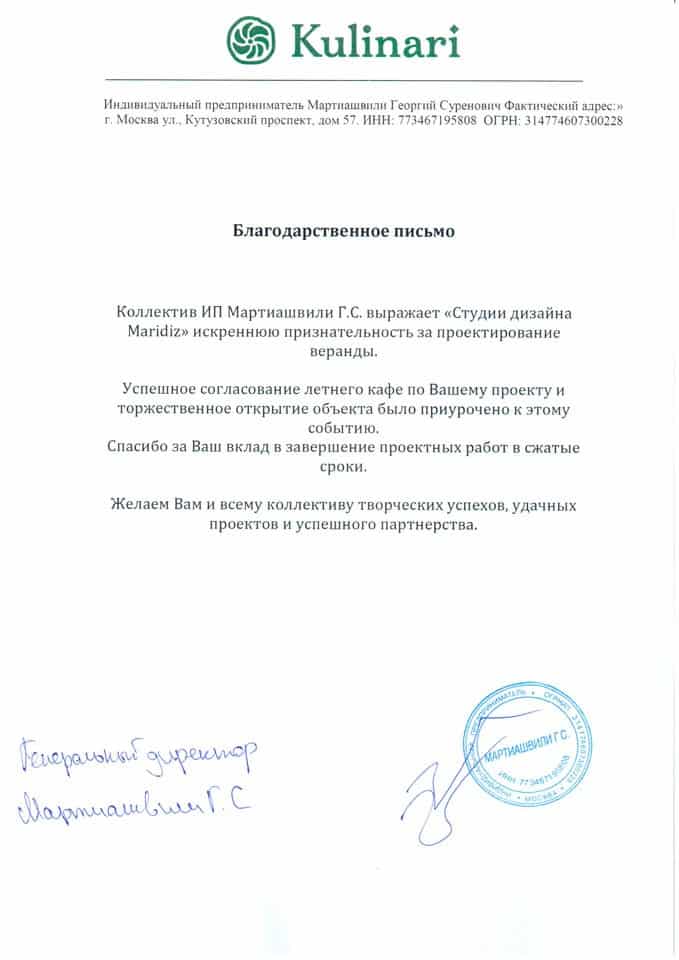 Kulinari
Индивидуальный предприниматель Мартиашвили Георгий Суренович Фактический адрес:»
г. Москва ул., Кутузовский проспект, дом 57. ИНН: 773467195808 ОГРН: 314774607300228
Благодарственное письмо
Коллектив ИП Мартиашвили Г.С. выражает «Студии дизайна
Maridiz» искреннюю признательность за проектирование
веранды.
Успешное согласование летнего кафе по Вашему проекту и
торжественное открытие объекта было приурочено к этому
событию.
Спасибо за Ваш вклад в завершение проектных работ в сжатые
сроки.
Желаем Вам и всему коллективу творческих успехов, удачных
проектов и успешного партнерства.
Генеральный директор
Мартиашвили Г. С
ИНДИВИДУАЛЬНЫЙ ПРЕДПРИНИМАТЕЛЬ • ОГРНИП 314774607300228 • МОСКВА •
МАРТИАШВИЛИ Г.С.
ИНН 773467195808